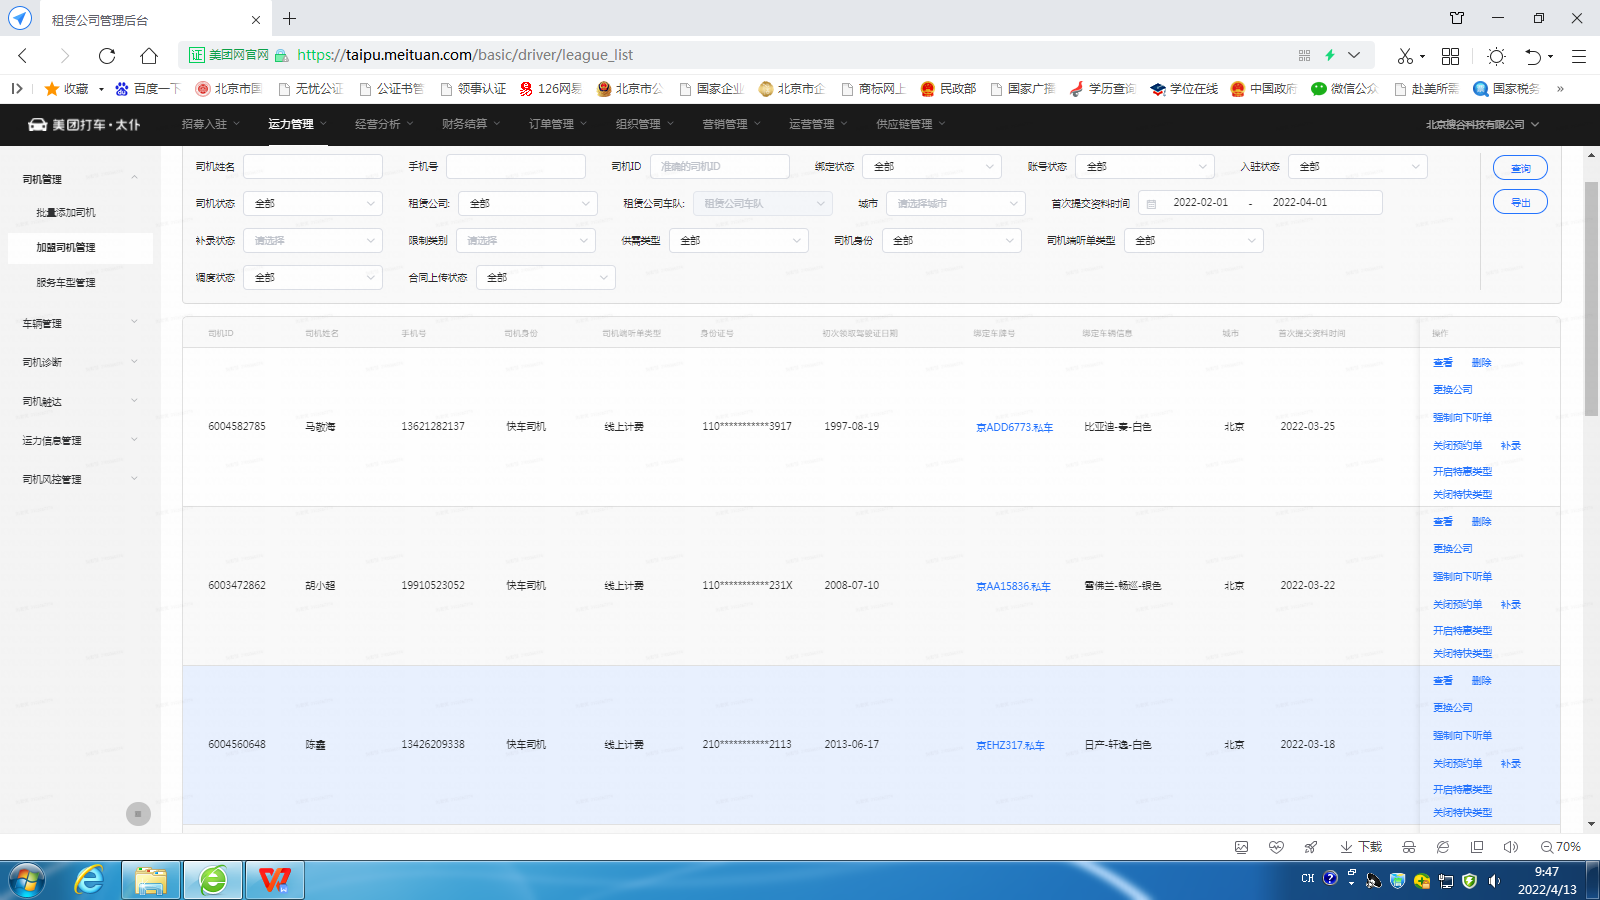 租赁公司管理后台
证 美团网官网 https://taipu.meituan.com/basic/driver/league_list
收藏 百度一下 北京市国 无忧公证 公证书管 领事认证 126网易 北京市公 国家企业 北京市企 商标网上 民政部 国家广播 学历查询 学位在线 中国政府 微信公众 赴美所需 国家税务 »
美团打车·太仆 招募入驻 运力管理 经营分析 财务结算 订单管理 组织管理 营销管理 运营管理 供应链管理 北京搜谷科技有限公司
司机管理
批量添加司机
加盟司机管理
服务车型管理
车辆管理
司机诊断
司机触达
运力信息管理
司机风控管理
司机姓名 手机号 司机ID 准确的司机ID 绑定状态 全部 账号状态 全部 入驻状态 全部 查询
司机状态 全部 租赁公司: 全部 租赁公司车队: 租赁公司车队 城市 请选择城市 首次提交资料时间 2022-02-01 - 2022-04-01 导出
补录状态 请选择 限制类别 请选择 供需类型 全部 司机身份 全部 司机端听单类型 全部
调度状态 全部 合同上传状态 全部
司机ID 司机姓名 手机号 司机身份 司机端听单类型 身份证号 初次领取驾驶证日期 绑定车牌号 绑定车辆信息 城市 首次提交资料时间 操作
6004582785 马敬海 13621282137 快车司机 线上计费 110***********3917 1997-08-19 京ADD6773.私车 比亚迪-秦-白色 北京 2022-03-25
查看 删除
更换公司
强制向下听单
关闭预约单 补录
开启特惠类型
关闭特快类型
6003472862 胡小超 19910523052 快车司机 线上计费 110***********231X 2008-07-10 京AA15836.私车 雪佛兰-畅巡-银色 北京 2022-03-22
查看 删除
更换公司
强制向下听单
关闭预约单 补录
开启特惠类型
关闭特快类型
6004560648 陈鑫 13426209338 快车司机 线上计费 210***********2113 2013-06-17 京EHZ317.私车 日产-轩逸-白色 北京 2022-03-18
查看 删除
更换公司
强制向下听单
关闭预约单 补录
开启特惠类型
关闭特快类型
下载 70%
CH 9:47
2022/4/13